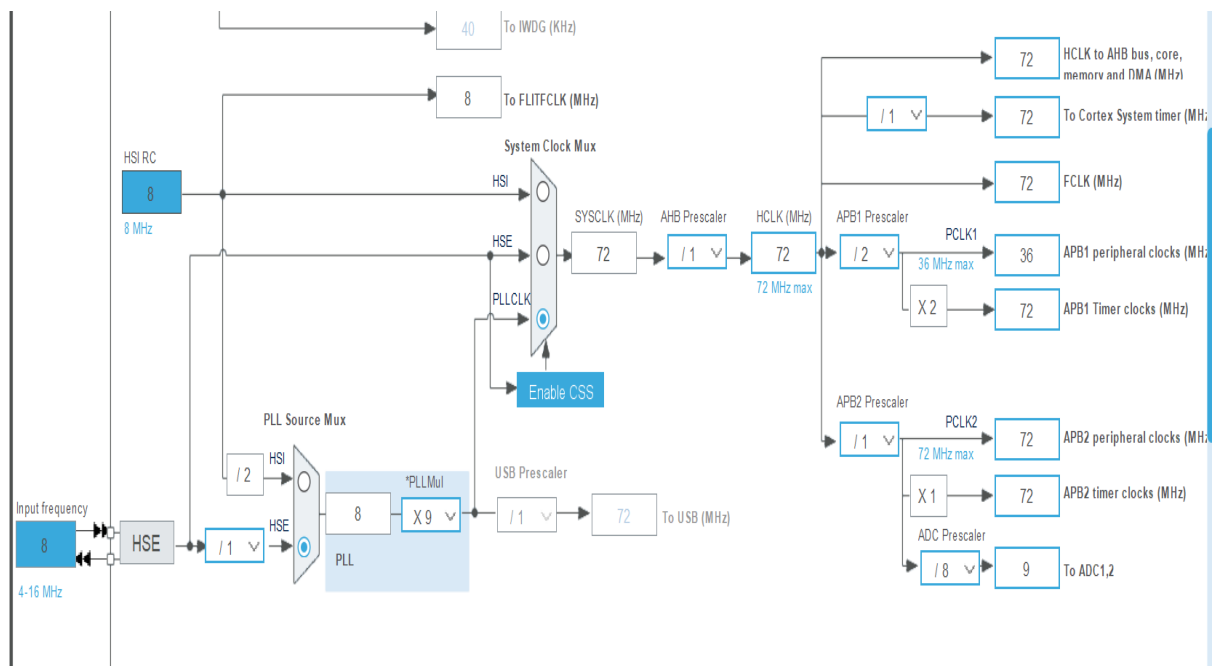 40
To IWDG (KHz)
8
To FLITFCLK (MHz)
System Clock Mux
HSI RC
8
8 MHz
HSI
HSE
PLLCLK
SYSCLK (MHz)
72
AHB Prescaler
/ 1
HCLK (MHz)
72
72 MHz max
72
HCLK to AHB bus, core,
memory and DMA (MHz)
/ 1
72
To Cortex System timer (MHz
72
FCLK (MHz)
APB1 Prescaler
/ 2
PCLK1
36 MHz max
36
APB1 peripheral clocks (MHz
X 2
72
APB1 Timer clocks (MHz)
Enable CSS
APB2 Prescaler
/ 1
PCLK2
72 MHz max
72
APB2 peripheral clocks (MHz
X 1
72
APB2 timer clocks (MHz)
ADC Prescaler
/ 8
9
To ADC1,2
PLL Source Mux
/ 2
HSI
HSE
8
*PLLMul
X 9
PLL
USB Prescaler
/ 1
72
To USB (MHz)
Input frequency
8
4-16 MHz
HSE
/ 1